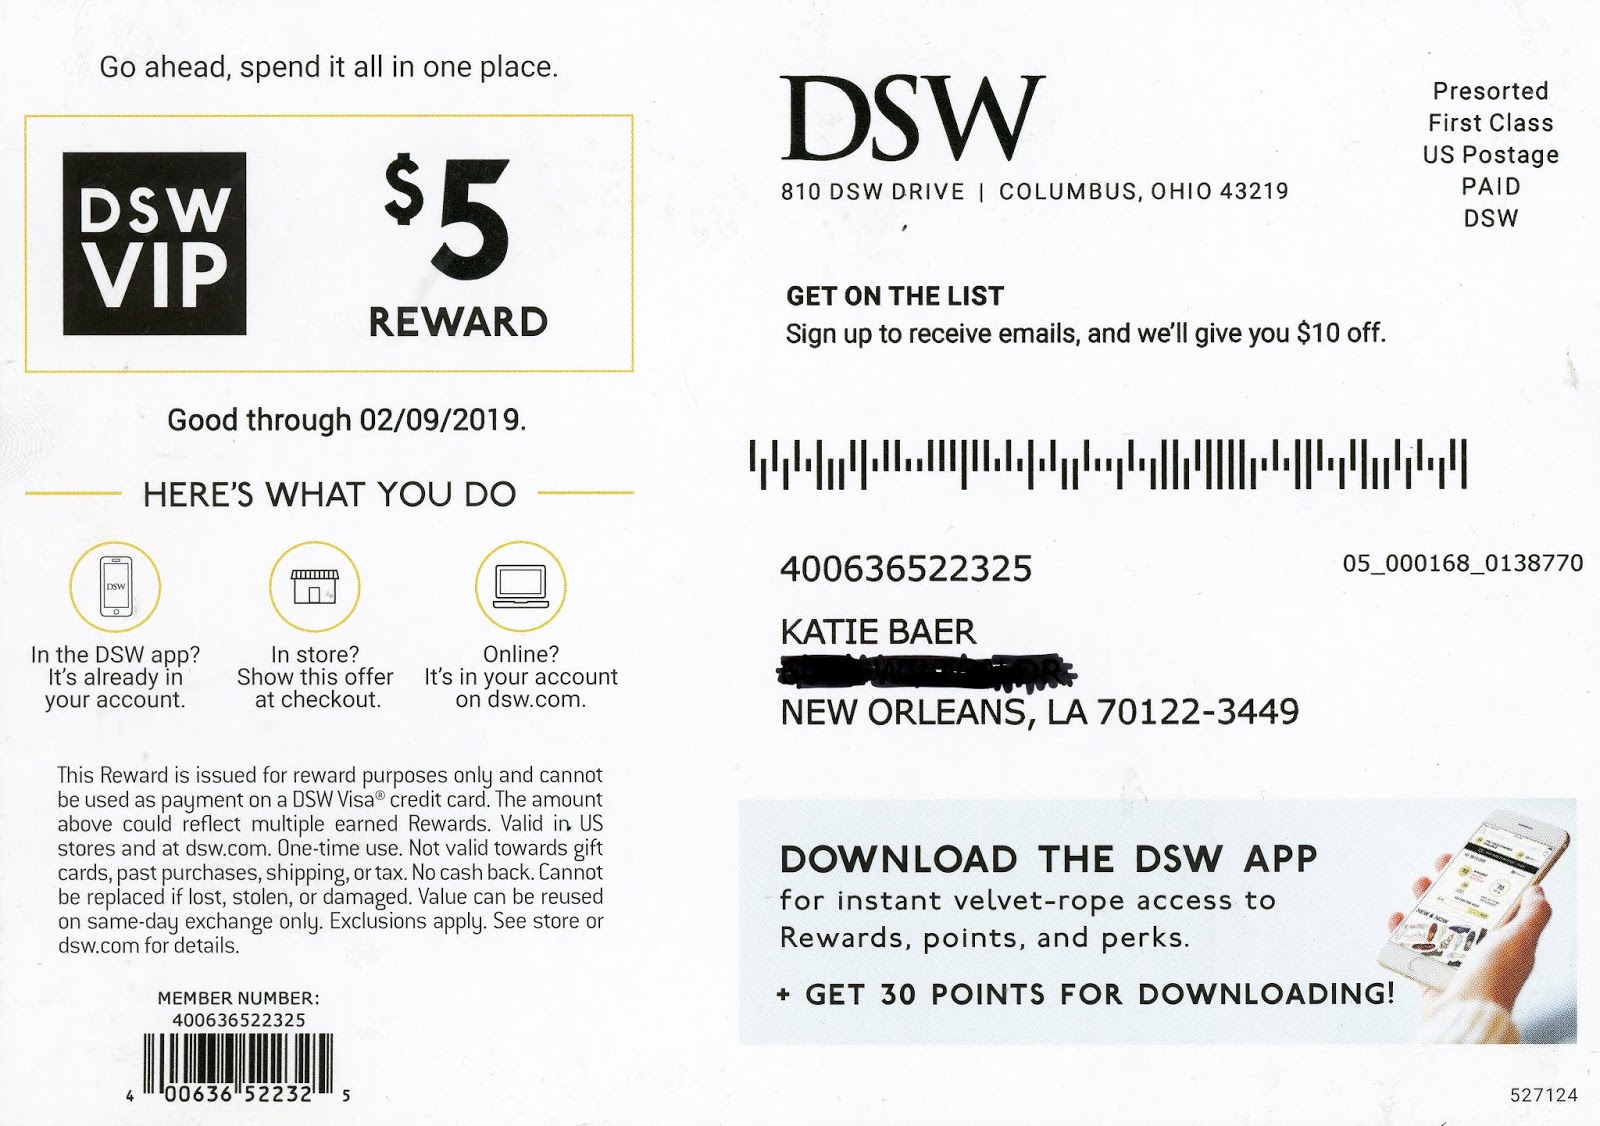 Go ahead, spend it all in one place.
DSW
VIP
$5
REWARD
Good through 02/09/2019.
HERE'S WHAT YOU DO
DSW
In the DSW app?
It's already in
your account.
In store?
Show this offer
at checkout.
Online?
It's in your account
on dsw.com.
This Reward is issued for reward purposes only and cannot
be used as payment on a DSW Visa® credit card. The amount
above could reflect multiple earned Rewards. Valid in US
stores and at dsw.com. One-time use. Not valid towards gift
cards, past purchases, shipping, or tax. No cash back. Cannot
be replaced if lost, stolen, or damaged. Value can be reused
on same-day exchange only. Exclusions apply. See store or
dsw.com for details.
MEMBER NUMBER:
400636522325
4 00636 52232 5
DSW
810 DSW DRIVE | COLUMBUS, OHIO 43219
Presorted
First Class
US Postage
PAID
DSW
GET ON THE LIST
Sign up to receive emails, and we'll give you $10 off.
400636522325
05_000168_0138770
KATIE BAER
DR
NEW ORLEANS, LA 70122-3449
DOWNLOAD THE DSW APP
for instant velvet-rope access to
Rewards, points, and perks.
+ GET 30 POINTS FOR DOWNLOADING!
NEW & NOW
527124